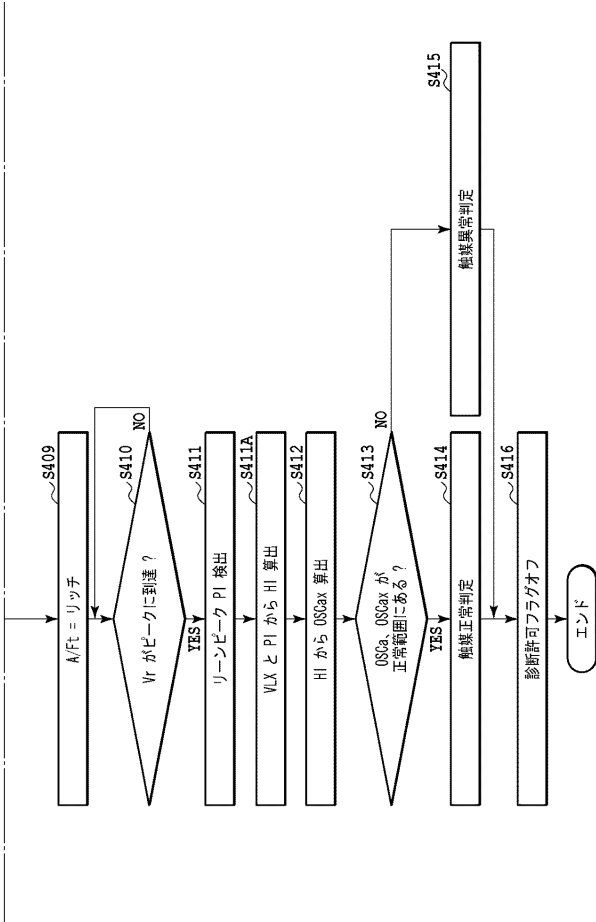 S409
A/Ft = リッチ
S410
Vr がピークに到達 ?
NO
YES
S411
リーンピーク Pl 検出
S411A
VLX と Pl から Hl 算出
S412
Hl から OSCax 算出
S413
OSCa、OSCax が
正常範囲にある ?
NO
YES
S414
触媒正常判定
S415
触媒異常判定
S416
診断許可フラグオフ
エンド